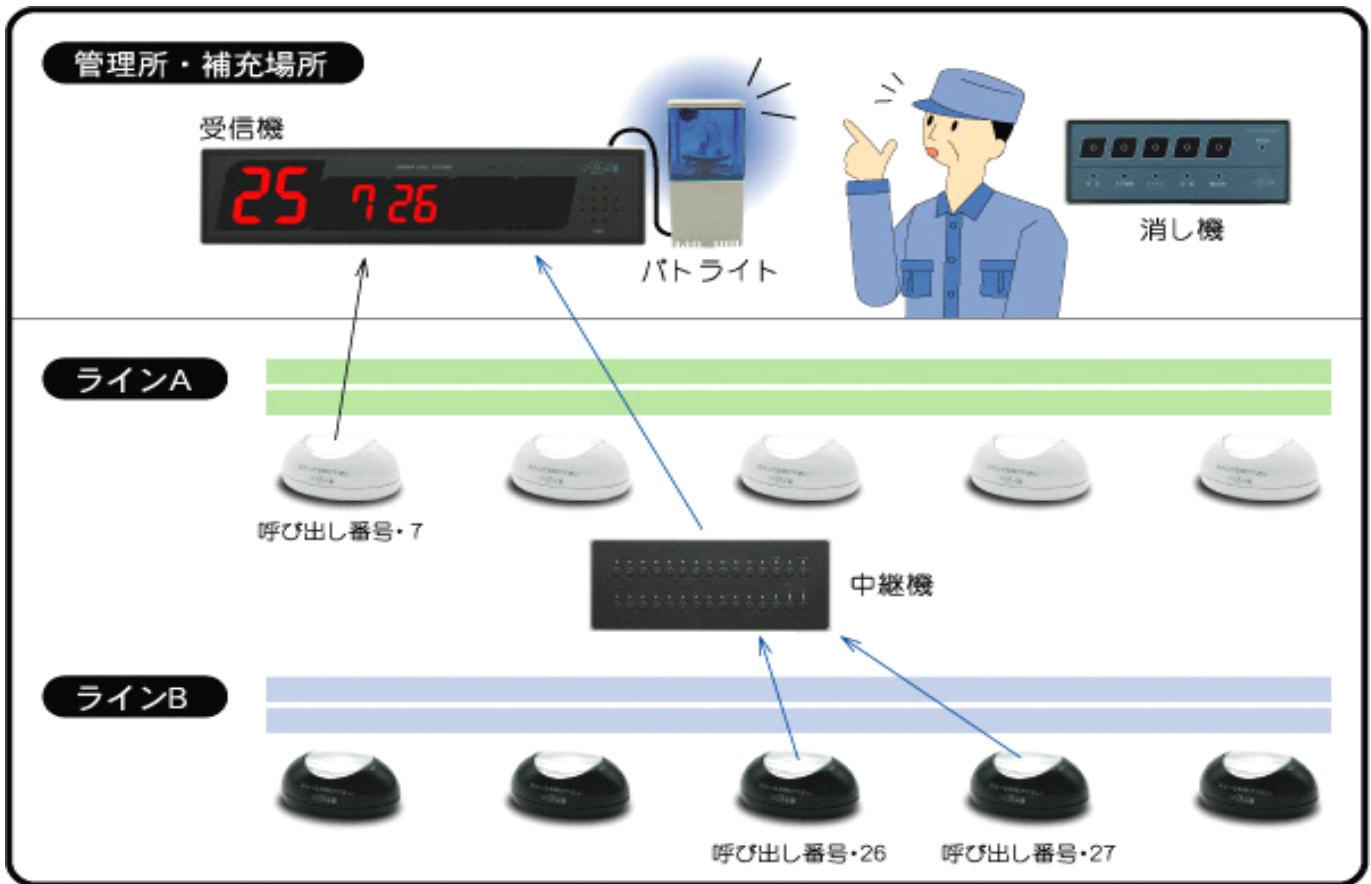 管理所・補充場所
受信機
25 7 26
パトライト
消し機
ラインA
呼び出し番号・7
中継機
ラインB
呼び出し番号・26
呼び出し番号・27